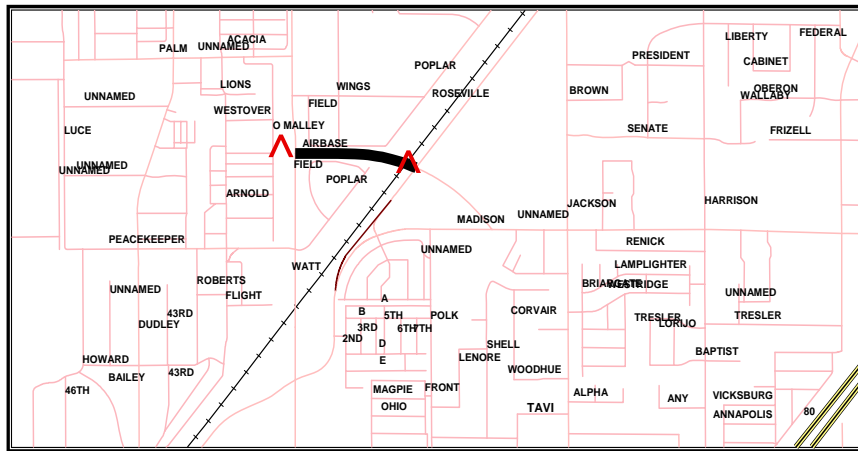 LIBERTY
FEDERAL
ACACIA
UNNAMED
PALM
PRESIDENT
CABINET
POPLAR
LIONS
WINGS
OBERON
BROWN
ROSEVILLE
WALLABY
UNNAMED
FIELD
WESTOVER
O MALLEY
LUCE
SENATE
FRIZELL
AIRBASE
UNNAMED
FIELD
UNNAMED
POPLAR
ARNOLD
HARRISON
JACKSON
UNNAMED
MADISON
PEACEKEEPER
RENICK
UNNAMED
WATT
LAMPLIGHTER
ROBERTS
BRIARGATE
WESTRIDGE
UNNAMED
UNNAMED
FLIGHT
A
CORVAIR
B
43RD
5TH
POLK
TRESLER
TRESLER
DUDLEY
3RD
6TH
7TH
LORIJO
2ND
D
SHELL
BAPTIST
HOWARD
E
LENORE
WOODHUE
43RD
BAILEY
46TH
MAGPIE
FRONT
ALPHA
ANY
VICKSBURG
OHIO
TAVI
ANNAPOLIS
80